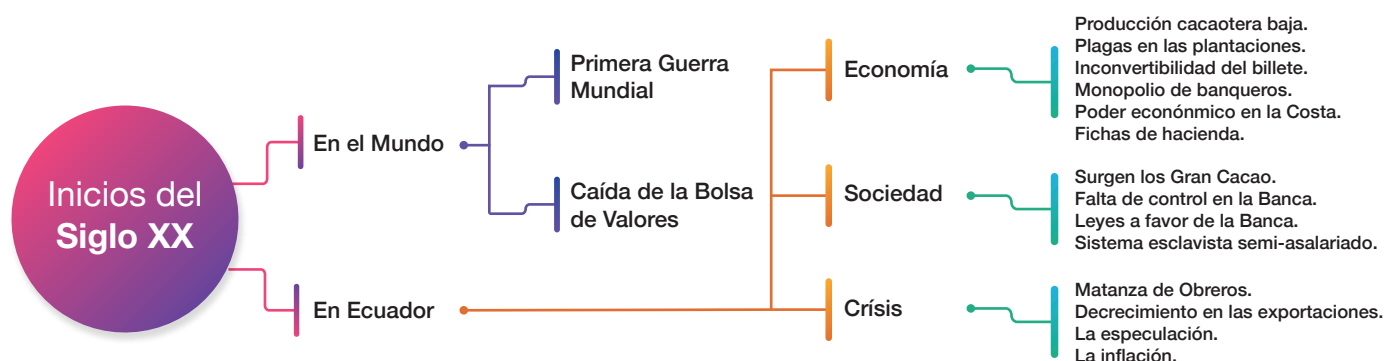 Inicios del
Siglo XX
En el Mundo
Primera Guerra
Mundial
Caída de la Bolsa
de Valores
En Ecuador
Economía
Producción cacaotera baja.
Plagas en las plantaciones.
Inconvertibilidad del billete.
Monopolio de banqueros.
Poder econónmico en la Costa.
Fichas de hacienda.
Sociedad
Surgen los Gran Cacao.
Falta de control en la Banca.
Leyes a favor de la Banca.
Sistema esclavista semi-asalariado.
Crísis
Matanza de Obreros.
Decrecimiento en las exportaciones.
La especulación.
La inflación.